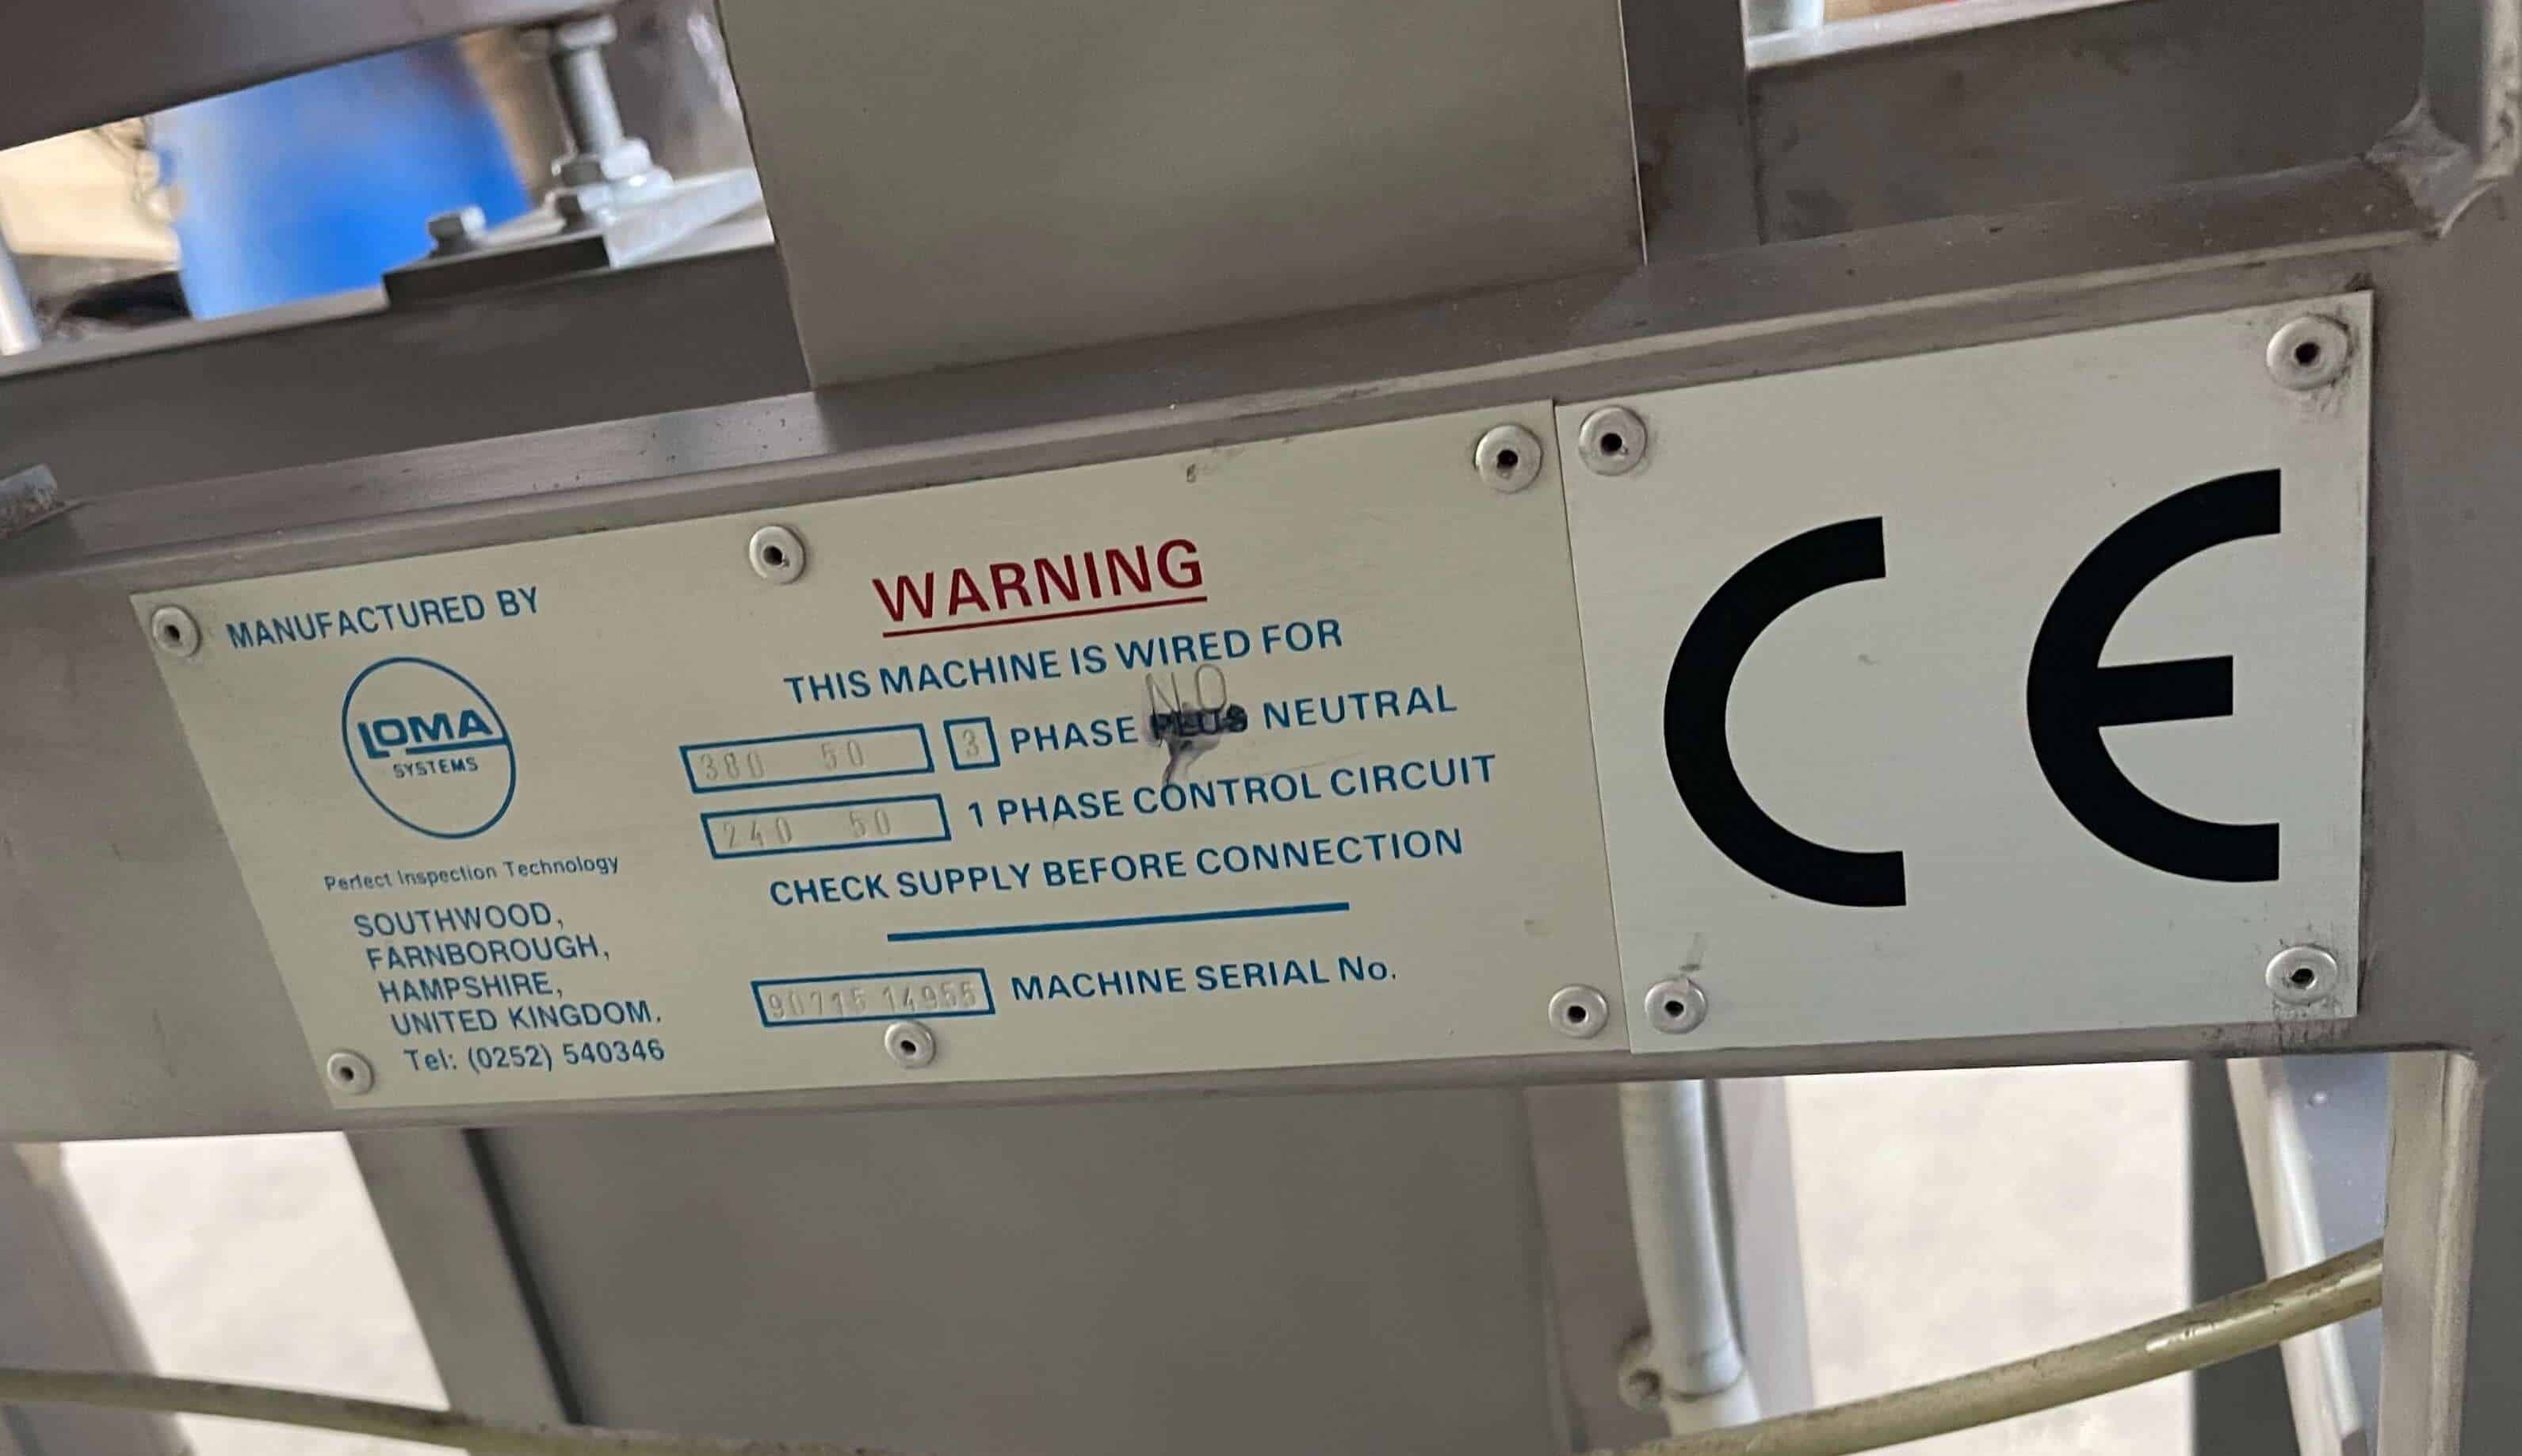 MANUFACTURED BY
LOMA
SYSTEMS
Perfect Inspection Technology
SOUTHWOOD,
FARNBOROUGH,
HAMPSHIRE,
UNITED KINGDOM.
Tel: (0252) 540346
WARNING
THIS MACHINE IS WIRED FOR
NO
380 50 3 PHASE PLUS NEUTRAL
240 50 1 PHASE CONTROL CIRCUIT
CHECK SUPPLY BEFORE CONNECTION
90715 14955 MACHINE SERIAL No.
CE